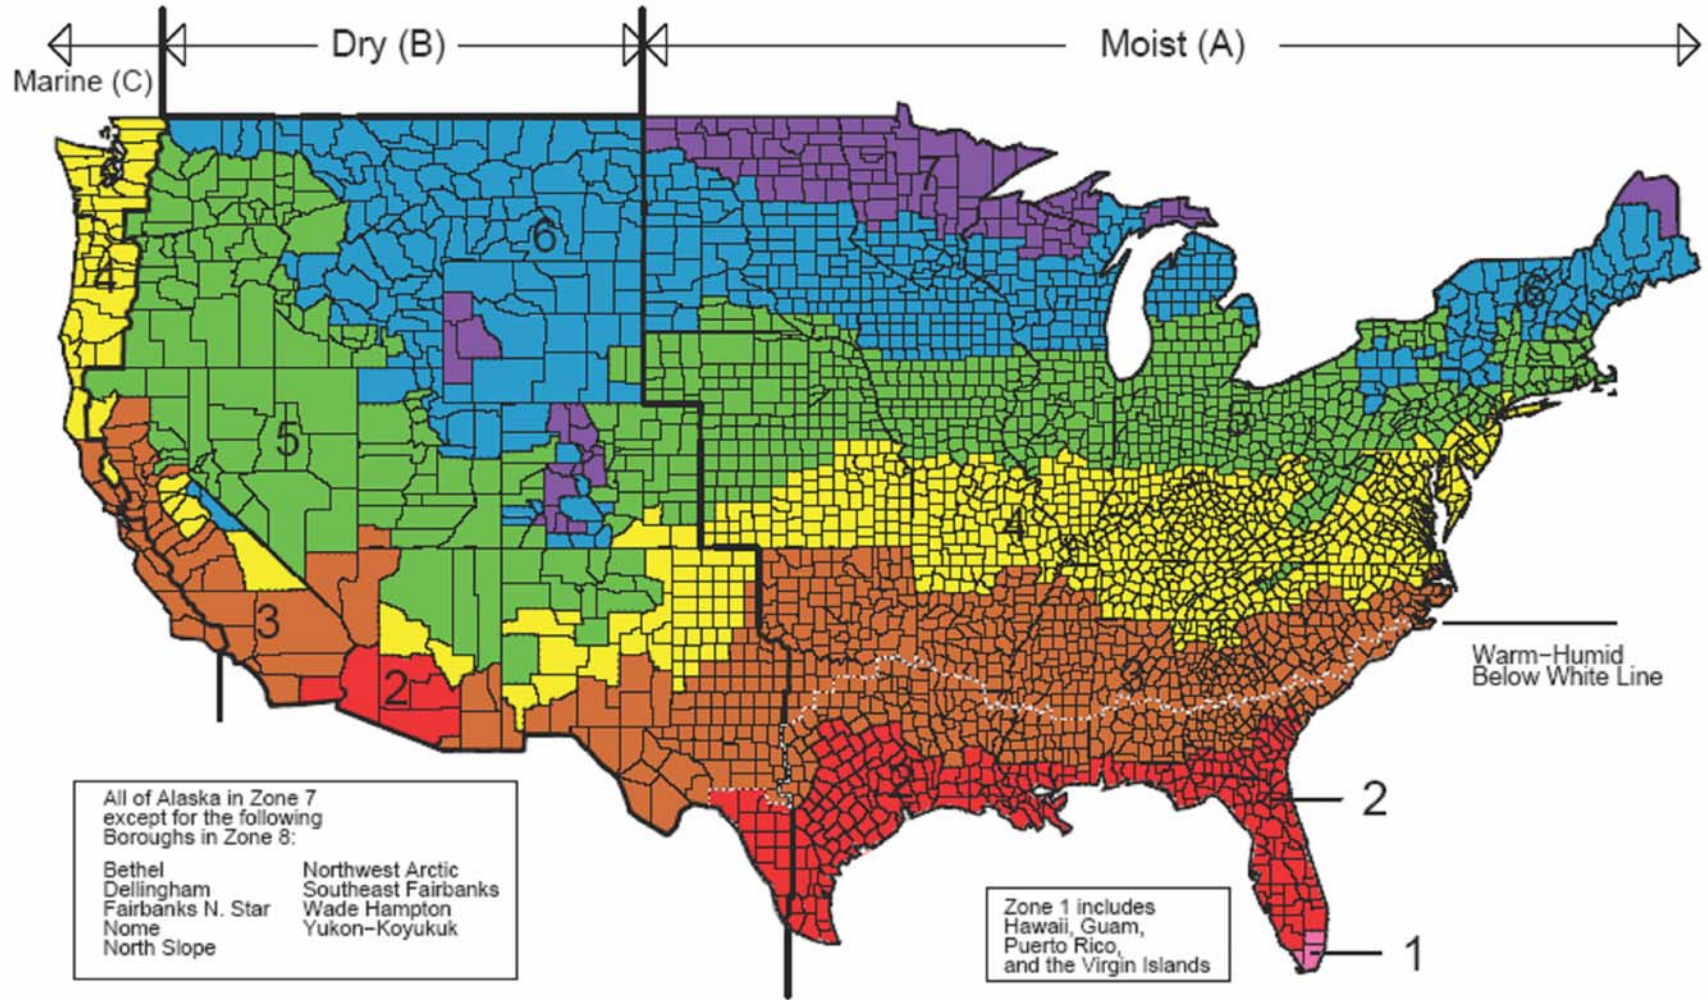 Dry (B)
Moist (A)
Marine (C)
7
6
6
4
5
5
4
3
3
2
2
Warm-Humid
Below White Line
2
1
All of Alaska in Zone 7
except for the following
Boroughs in Zone 8:
Bethel
Dellingham
Fairbanks N. Star
Nome
North Slope
Northwest Arctic
Southeast Fairbanks
Wade Hampton
Yukon-Koyukuk
Zone 1 includes
Hawaii, Guam,
Puerto Rico,
and the Virgin Islands